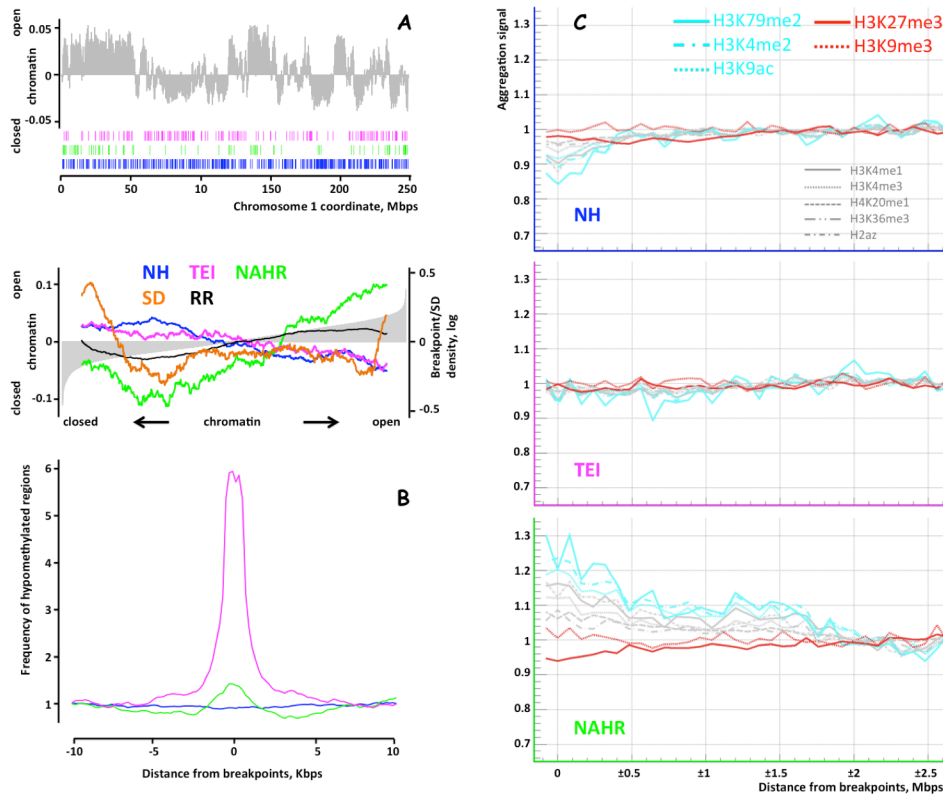 A
open
chromatin
closed
0.05
0
-0.05
0
50
100
150
200
250
Chromosome 1 coordinate, Mbps
open
chromatin
closed
0.1
0
-0.1
NH TEI NAHR
SD RR
0.5
0
-0.5
Breakpoint/SD
density, log
closed
chromatin
open
B
Frequency of hypomethylated regions
6
5
4
3
2
1
-10
-5
0
5
10
Distance from breakpoints, Kbps
C
Aggregation signal
1.3
1.2
1.1
1
0.9
0.8
0.7
H3K79me2
H3K4me2
H3K9ac
H3K27me3
H3K9me3
H3K4me1
H3K4me3
H4K20me1
H3K36me3
H2az
NH
1.3
1.2
1.1
1
0.9
0.8
0.7
TEI
1.3
1.2
1.1
1
0.9
0.8
0.7
NAHR
0
±0.5
±1
±1.5
±2
±2.5
Distance from breakpoints, Mbps